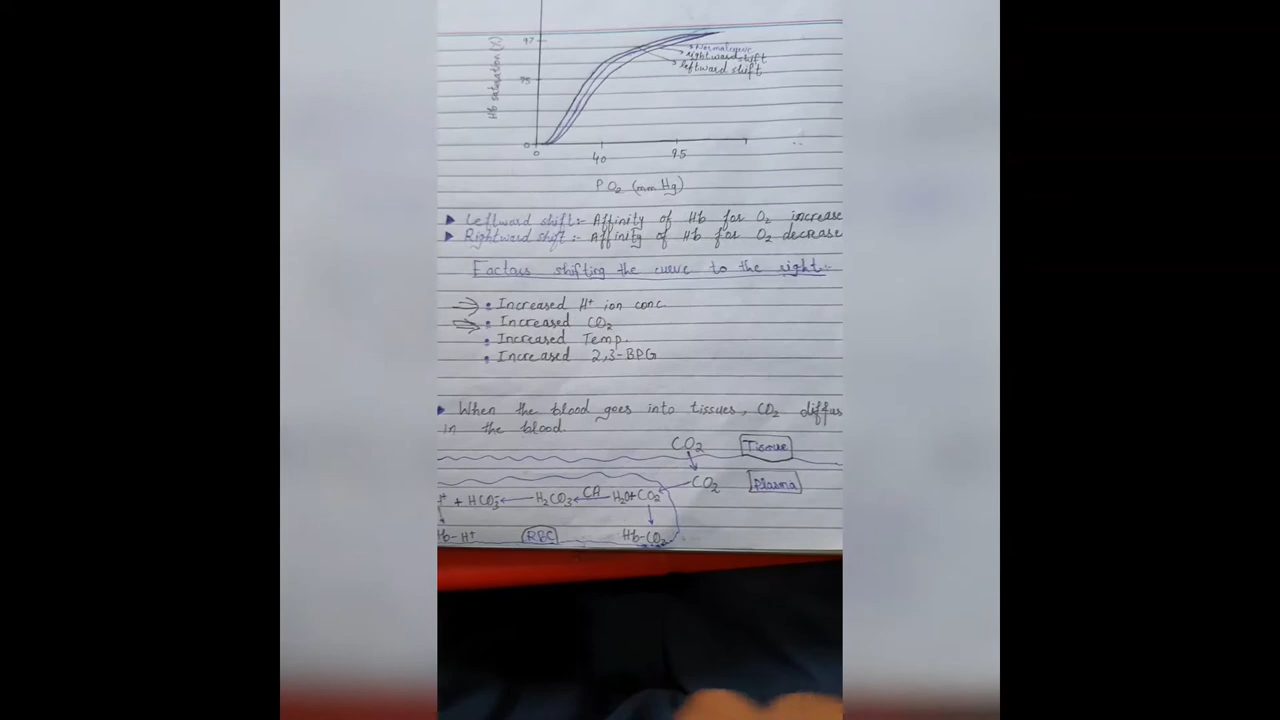 97
Normal curve
rightward shift
leftward shift
Hb saturation (%)
75
0
0 40 95
PO2 (mm Hg)
Leftward shift:- Affinity of Hb for O2 increase
Rightward shift:- Affinity of Hb for O2 decrease
Factors shifting the curve to the right:-
• Increased H+ ion conc.
• Increased CO2
• Increased Temp.
• Increased 2,3-BPG
When the blood goes into tissues, CO2 diffus
in the blood.
CO2 Tissue
CO2 Plasma
+ + HCO3- ← H2CO3 ← CA H2O+CO2
Hb-H+ RBC Hb-CO2